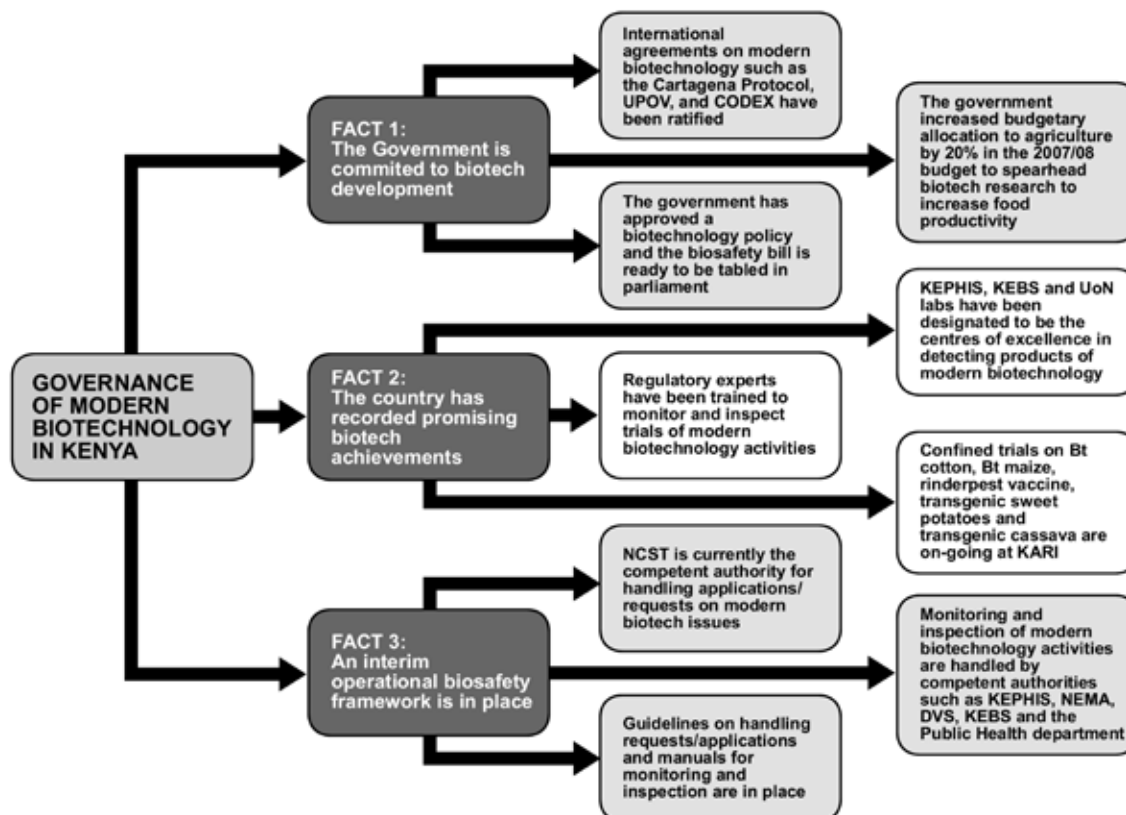 GOVERNANCE
OF MODERN
BIOTECHNOLOGY
IN KENYA
FACT 1:
The Government is
commited to biotech
development
International
agreements on modern
biotechnology such as
the Cartagena Protocol,
UPOV, and CODEX have
been ratified
The government
increased budgetary
allocation to agriculture
by 20% in the 2007/08
budget to spearhead
biotech research to
increase food
productivity
The government has
approved a
biotechnology policy
and the biosafety bill is
ready to be tabled in
parliament
FACT 2:
The country has
recorded promising
biotech
achievements
KEPHIS, KEBS and UoN
labs have been
designated to be the
centres of excellence in
detecting products of
modern biotechnology
Regulatory experts
have been trained to
monitor and inspect
trials of modern
biotechnology activities
Confined trials on Bt
cotton, Bt maize,
rinderpest vaccine,
transgenic sweet
potatoes and
transgenic cassava are
on-going at KARI
FACT 3:
An interim
operational biosafety
framework is in place
NCST is currently the
competent authority for
handling applications/
requests on modern
biotech issues
Monitoring and
inspection of modern
biotechnology activities
are handled by
competent authorities
such as KEPHIS, NEMA,
DVS, KEBS and the
Public Health department
Guidelines on handling
requests/applications
and manuals for
monitoring and
inspection are in place